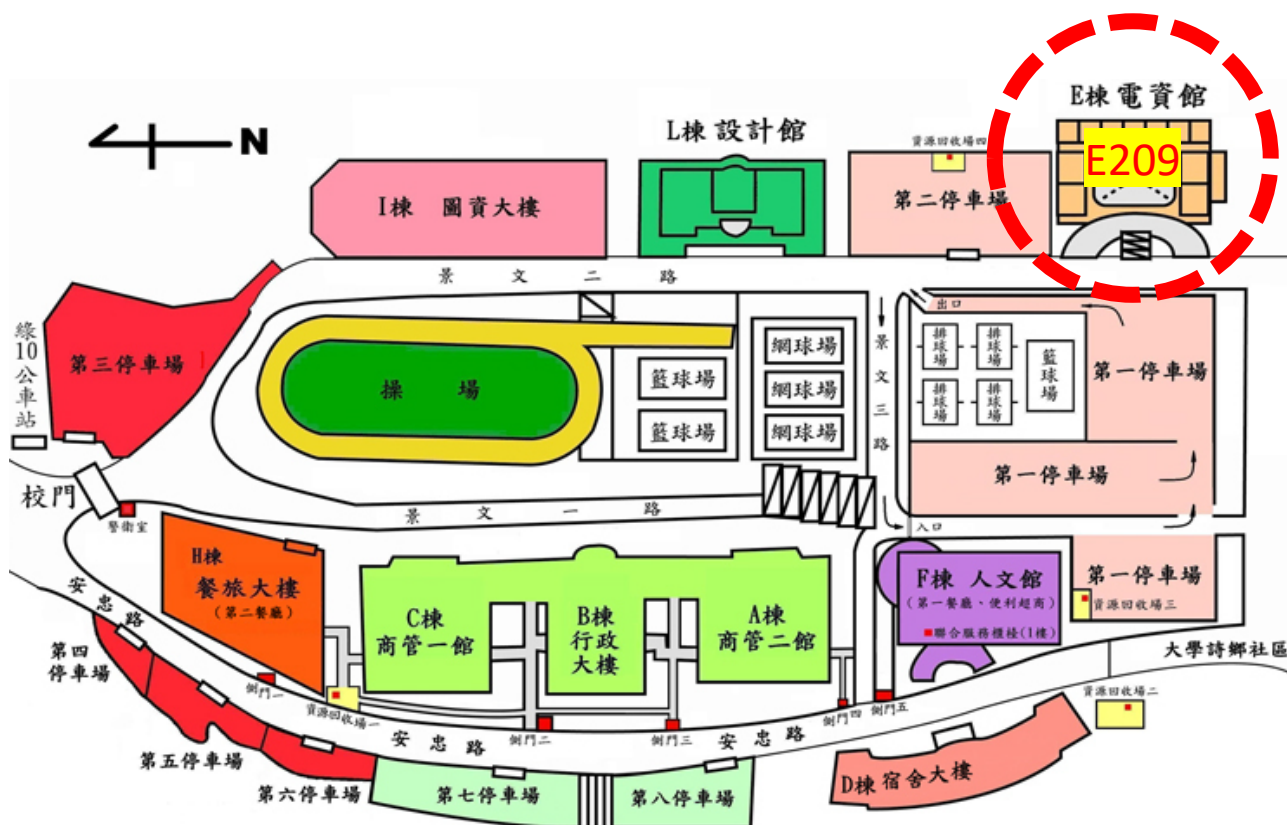 E棟電資館
E209
L棟設計館
資源回收場四
第二停車場
N
I棟 圖資大樓
景文二路
出口
排球場
排球場
排球場
排球場
籃球場
第一停車場
景文三路
網球場
網球場
網球場
籃球場
籃球場
操場
第三停車場
綠10公車站
校門
警衛室
第一停車場
入口
景文一路
H棟
餐旅大樓
(第二餐廳)
C棟
商管一館
B棟
行政
大樓
A棟
商管二館
F棟 人文館
(第一餐廳、便利超商)
聯合服務櫃檯(1樓)
第一停車場
資源回收場三
大學詩鄉社區
安忠路
第四
停車場
側門一
資源回收場一
側門二
側門三
側門四
側門五
資源回收場二
安忠路
安忠路
第五停車場
第六停車場
第七停車場
第八停車場
D棟宿舍大樓